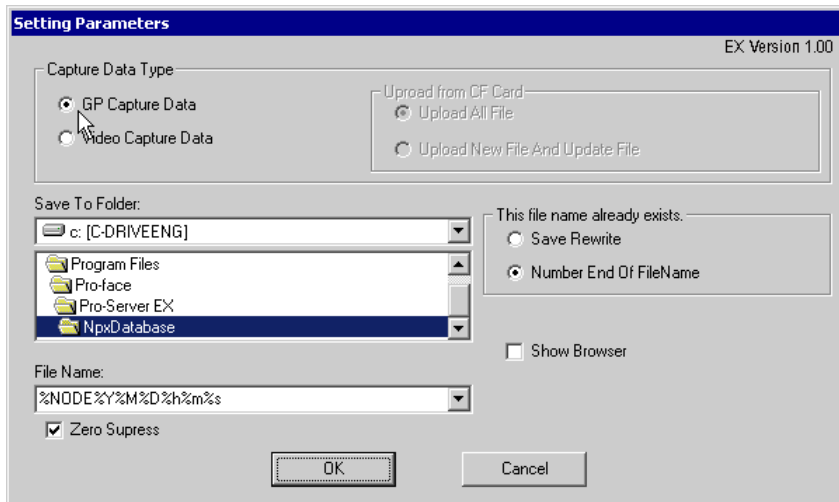 Setting Parameters
EX Version 1.00
Capture Data Type
GP Capture Data
Video Capture Data
Uproad from CF Card
Upload All File
Upload New File And Update File
Save To Folder:
c: [C-DRIVEENG]
Program Files
Pro-face
Pro-Server EX
NpxDatabase
This file name already exists.
Save Rewrite
Number End Of FileName
Show Browser
File Name:
%NODE%Y%M%D%h%m%s
Zero Supress
OK
Cancel